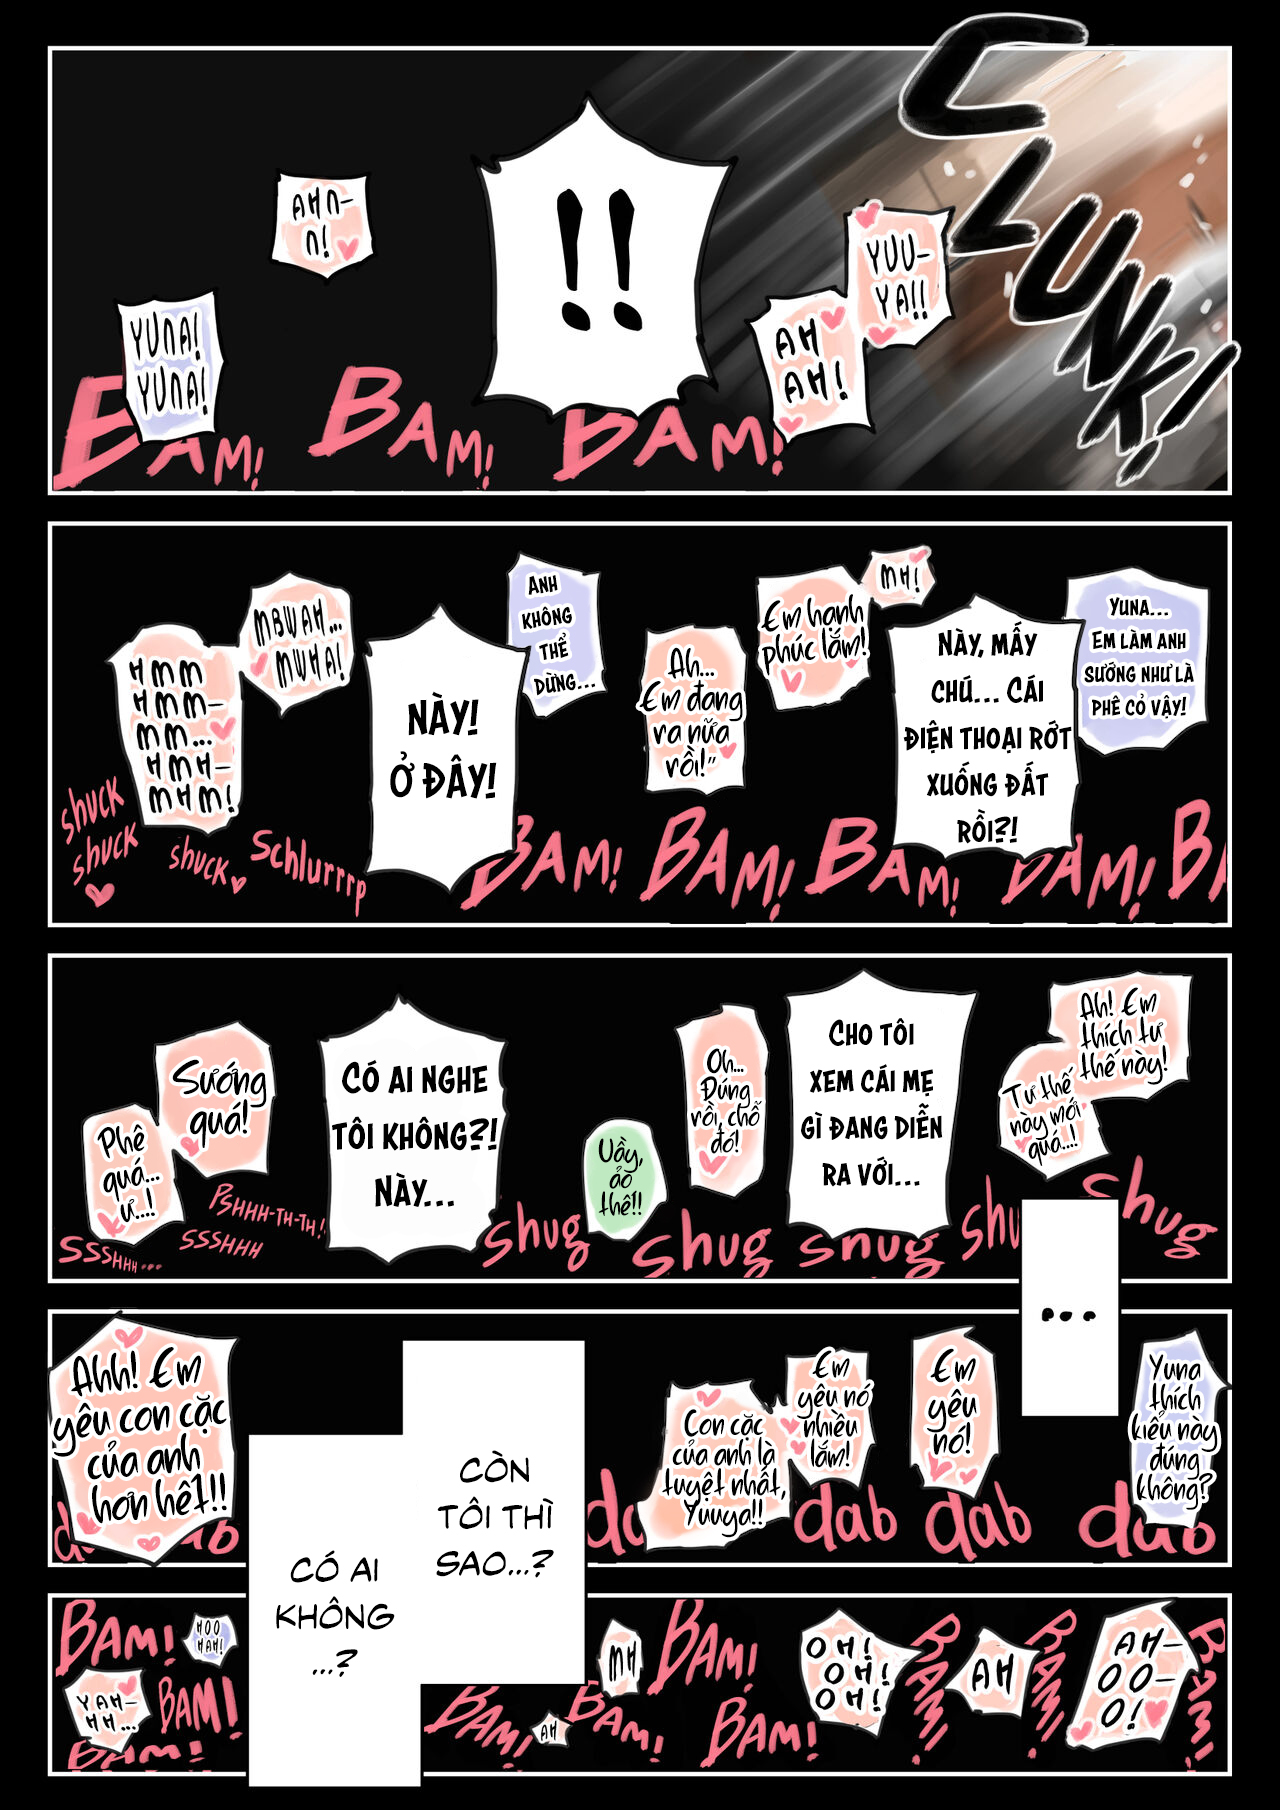 CLUNK!
YUU-
YA!!
AH
AH!
!!
AHN-
N!
YUNA!
YUNA!
BAM!
BAM!
BAM!
YUNA...
EM LÀM ANH
SƯỚNG NHƯ LÀ
PHÊ CỎ VẬY!
NÀY, MẤY
CHÚ... CÁI
ĐIỆN THOẠI RỚT
XUỐNG ĐẤT
RỒI?!
MH!
Em hạnh
phúc lắm!
Ah...
Em đang
ra nữa
rồi!"
ANH
KHÔNG
THỂ
DỪNG...
NÀY!
Ở ĐÂY!
MBWAH...
MWHA!
HMM
HMM-
MM...
HMH-
MHM!
BAM!
BAM!
BAM!
BAM!
Schlurrrp
shuck
shuck
shuck
Ah! Em
thích tư
thế này!
Tư thế
này mới
quá...!
CHO TÔI
XEM CÁI MẸ
GÌ ĐANG DIỄN
RA VỚI...
Oh...
Đúng
rồi, chỗ
đó!
Uầy,
ảo
thế!!
CÓ AI NGHE
TÔI KHÔNG?!
NÀY...
Sướng
quá!
Phê
quá...
ư...!
shug
shug
shug
shug
PSHHH-TH-TH!!
SSSHHH
SSSHHH...
...
Yuna
thích
kiểu này
đúng
không?
Em
yêu
nó!
Em
yêu nó
nhiều
lắm!
Con cặc
của anh là
tuyệt nhất,
Yuuya!!
CÒN
TÔI THÌ
SAO...?
CÓ AI
KHÔNG
...?
Ahh! Em
yêu con cặc
của anh
hơn hết!!
dab
dab
dab
dab
BAM!
AH-
OO-
O!
BAM!
AH
BAM!
OH!
OH!
OH!
BAM!
BAM!
MH
BAM!
AH
BAM!
HOO
HAH!
BAM!
BAM!
YAH-
HH...
BAM!